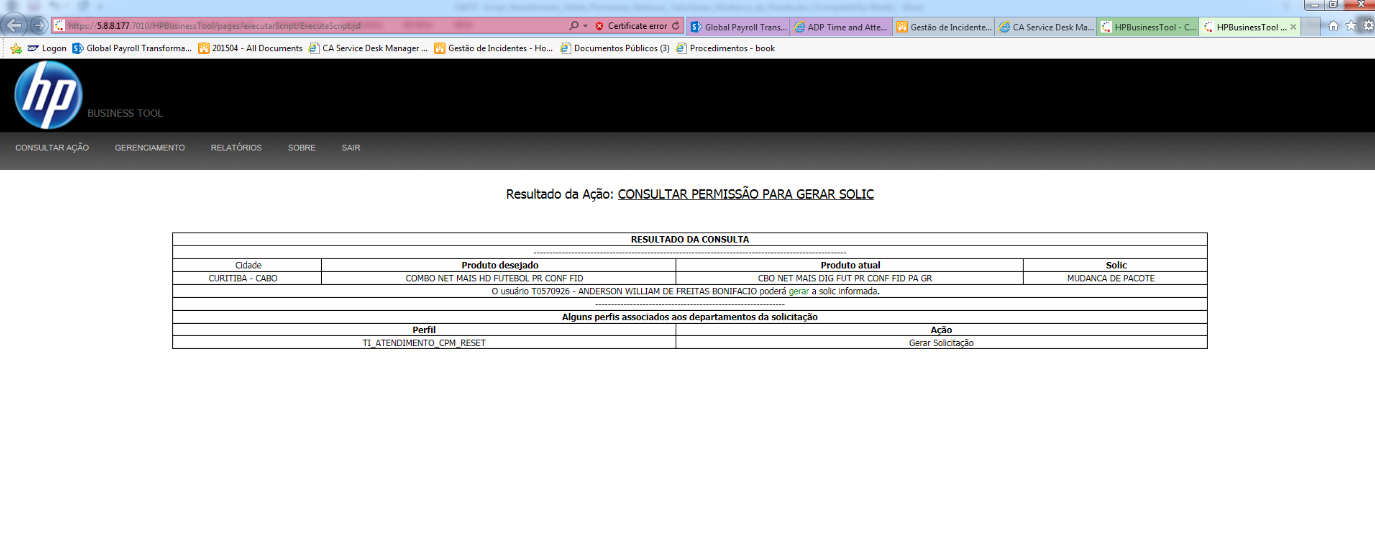 https://5.8.8.177:7010/HPBusinessTool/pages/executarScript/ExecuteScript.jsf Certificate error Global Payroll Trans... ADP Time and Atte... Gestão de Incidente... CA Service Desk Ma... HPBusinessTool - C... HPBusinessTool ...
Logon Global Payroll Transforma... 201504 - All Documents CA Service Desk Manager ... Gestão de Incidentes - Ho... Documentos Públicos (3) Procedimentos - book
hp BUSINESS TOOL
CONSULTAR AÇÃO GERENCIAMENTO RELATÓRIOS SOBRE SAIR
Resultado da Ação: CONSULTAR PERMISSÃO PARA GERAR SOLIC
RESULTADO DA CONSULTA
Cidade Produto desejado Produto atual Solic
CURITIBA - CABO COMBO NET MAIS HD FUTEBOL PR CONF FID CBO NET MAIS DIG FUT PR CONF FID PA GR MUDANCA DE PACOTE
O usuário T0570926 - ANDERSON WILLIAM DE FREITAS BONIFACIO poderá gerar a solic informada.
Alguns perfis associados aos departamentos da solicitação
Perfil Ação
TI_ATENDIMENTO_CPM_RESET Gerar Solicitação